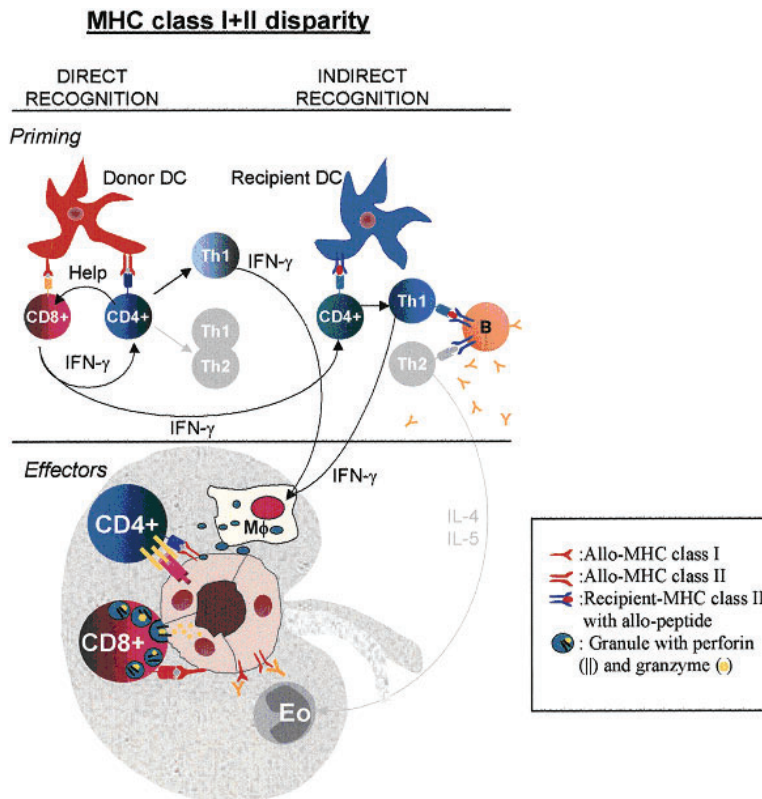 MHC class I+II disparity
DIRECT
RECOGNITION
INDIRECT
RECOGNITION
Priming
Donor DC
Recipient DC
Th1
IFN-γ
Help
CD8+
CD4+
Th1
Th2
IFN-γ
CD4+
Th1
B
Th2
IFN-γ
Effectors
IFN-γ
CD4+
Mϕ
IL-4
IL-5
CD8+
Eo
:Allo-MHC class I
:Allo-MHC class II
:Recipient-MHC class II
with allo-peptide
: Granule with perforin
(||) and granzyme (o)